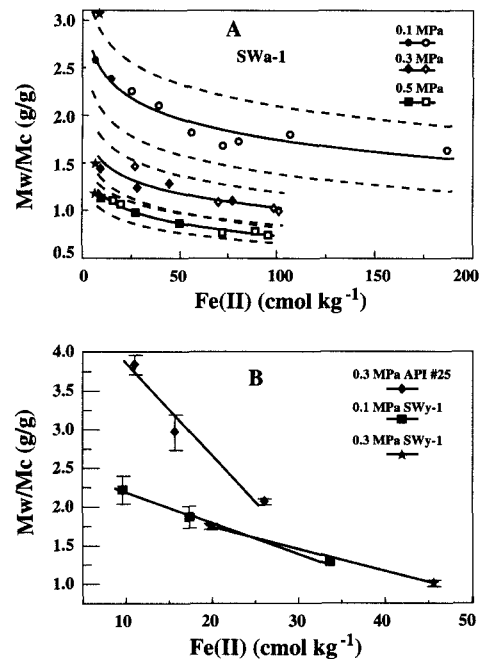 A
SWa-1
0.1 MPa
0.3 MPa
0.5 MPa
Mw/Mc (g/g)
3.0
2.5
2.0
1.5
1.0
0.5
0
50
100
150
200
Fe(II) (cmol kg⁻¹)
B
0.3 MPa API #25
0.1 MPa SWy-1
0.3 MPa SWy-1
Mw/Mc (g/g)
4.0
3.5
3.0
2.5
2.0
1.5
1.0
10
20
30
40
50
Fe(II) (cmol kg⁻¹)